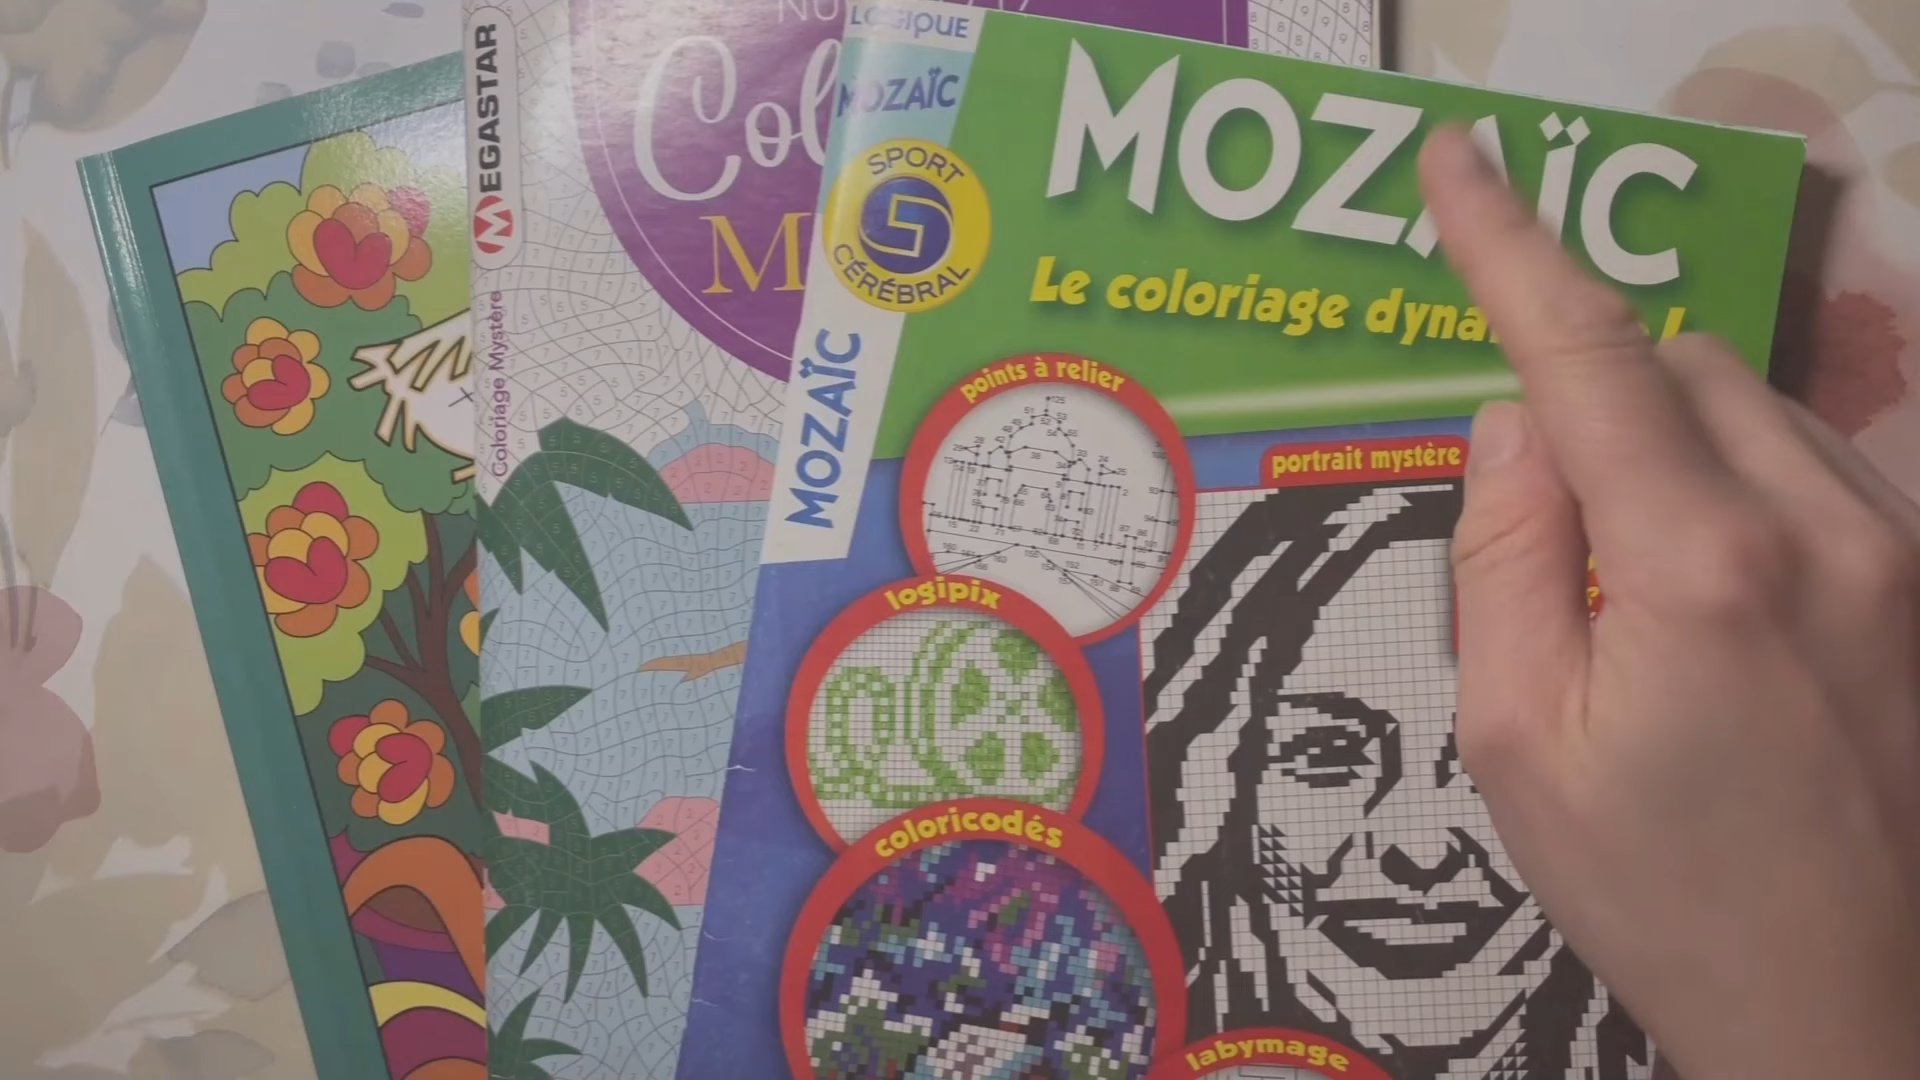 MEGASTAR
Coloriage Mystère
Col
M
LOGIQUE
MOZAÏC
SPORT
CÉRÉBRAL
MOZAÏC
MOZAÏC
Le coloriage dyna
points à relier
portrait mystère
logipix
coloricodés
labymage